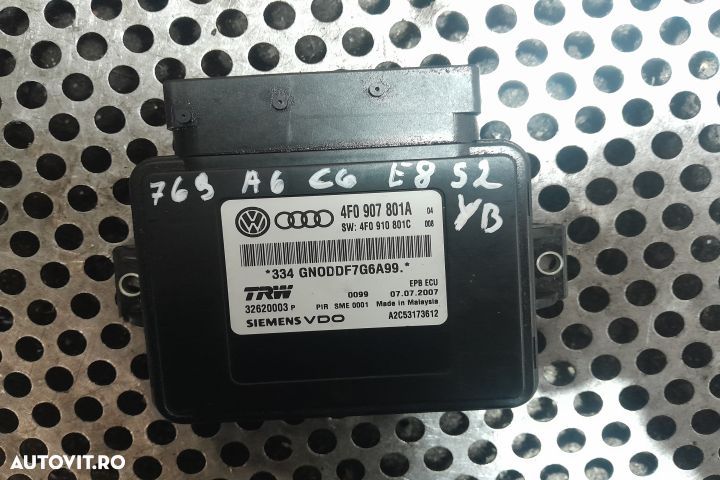 769 A6 C6 E8 52
YB
4F0 907 801A 04
SW: 4F0 910 801C 008
*334 GN0DDF7G6A99.*
EPB ECU
TRW 0099 07.07.2007
32620003 P PIR SME 0001 Made in Malaysia
SIEMENS VDO A2C53173612
AUTOVIT.RO